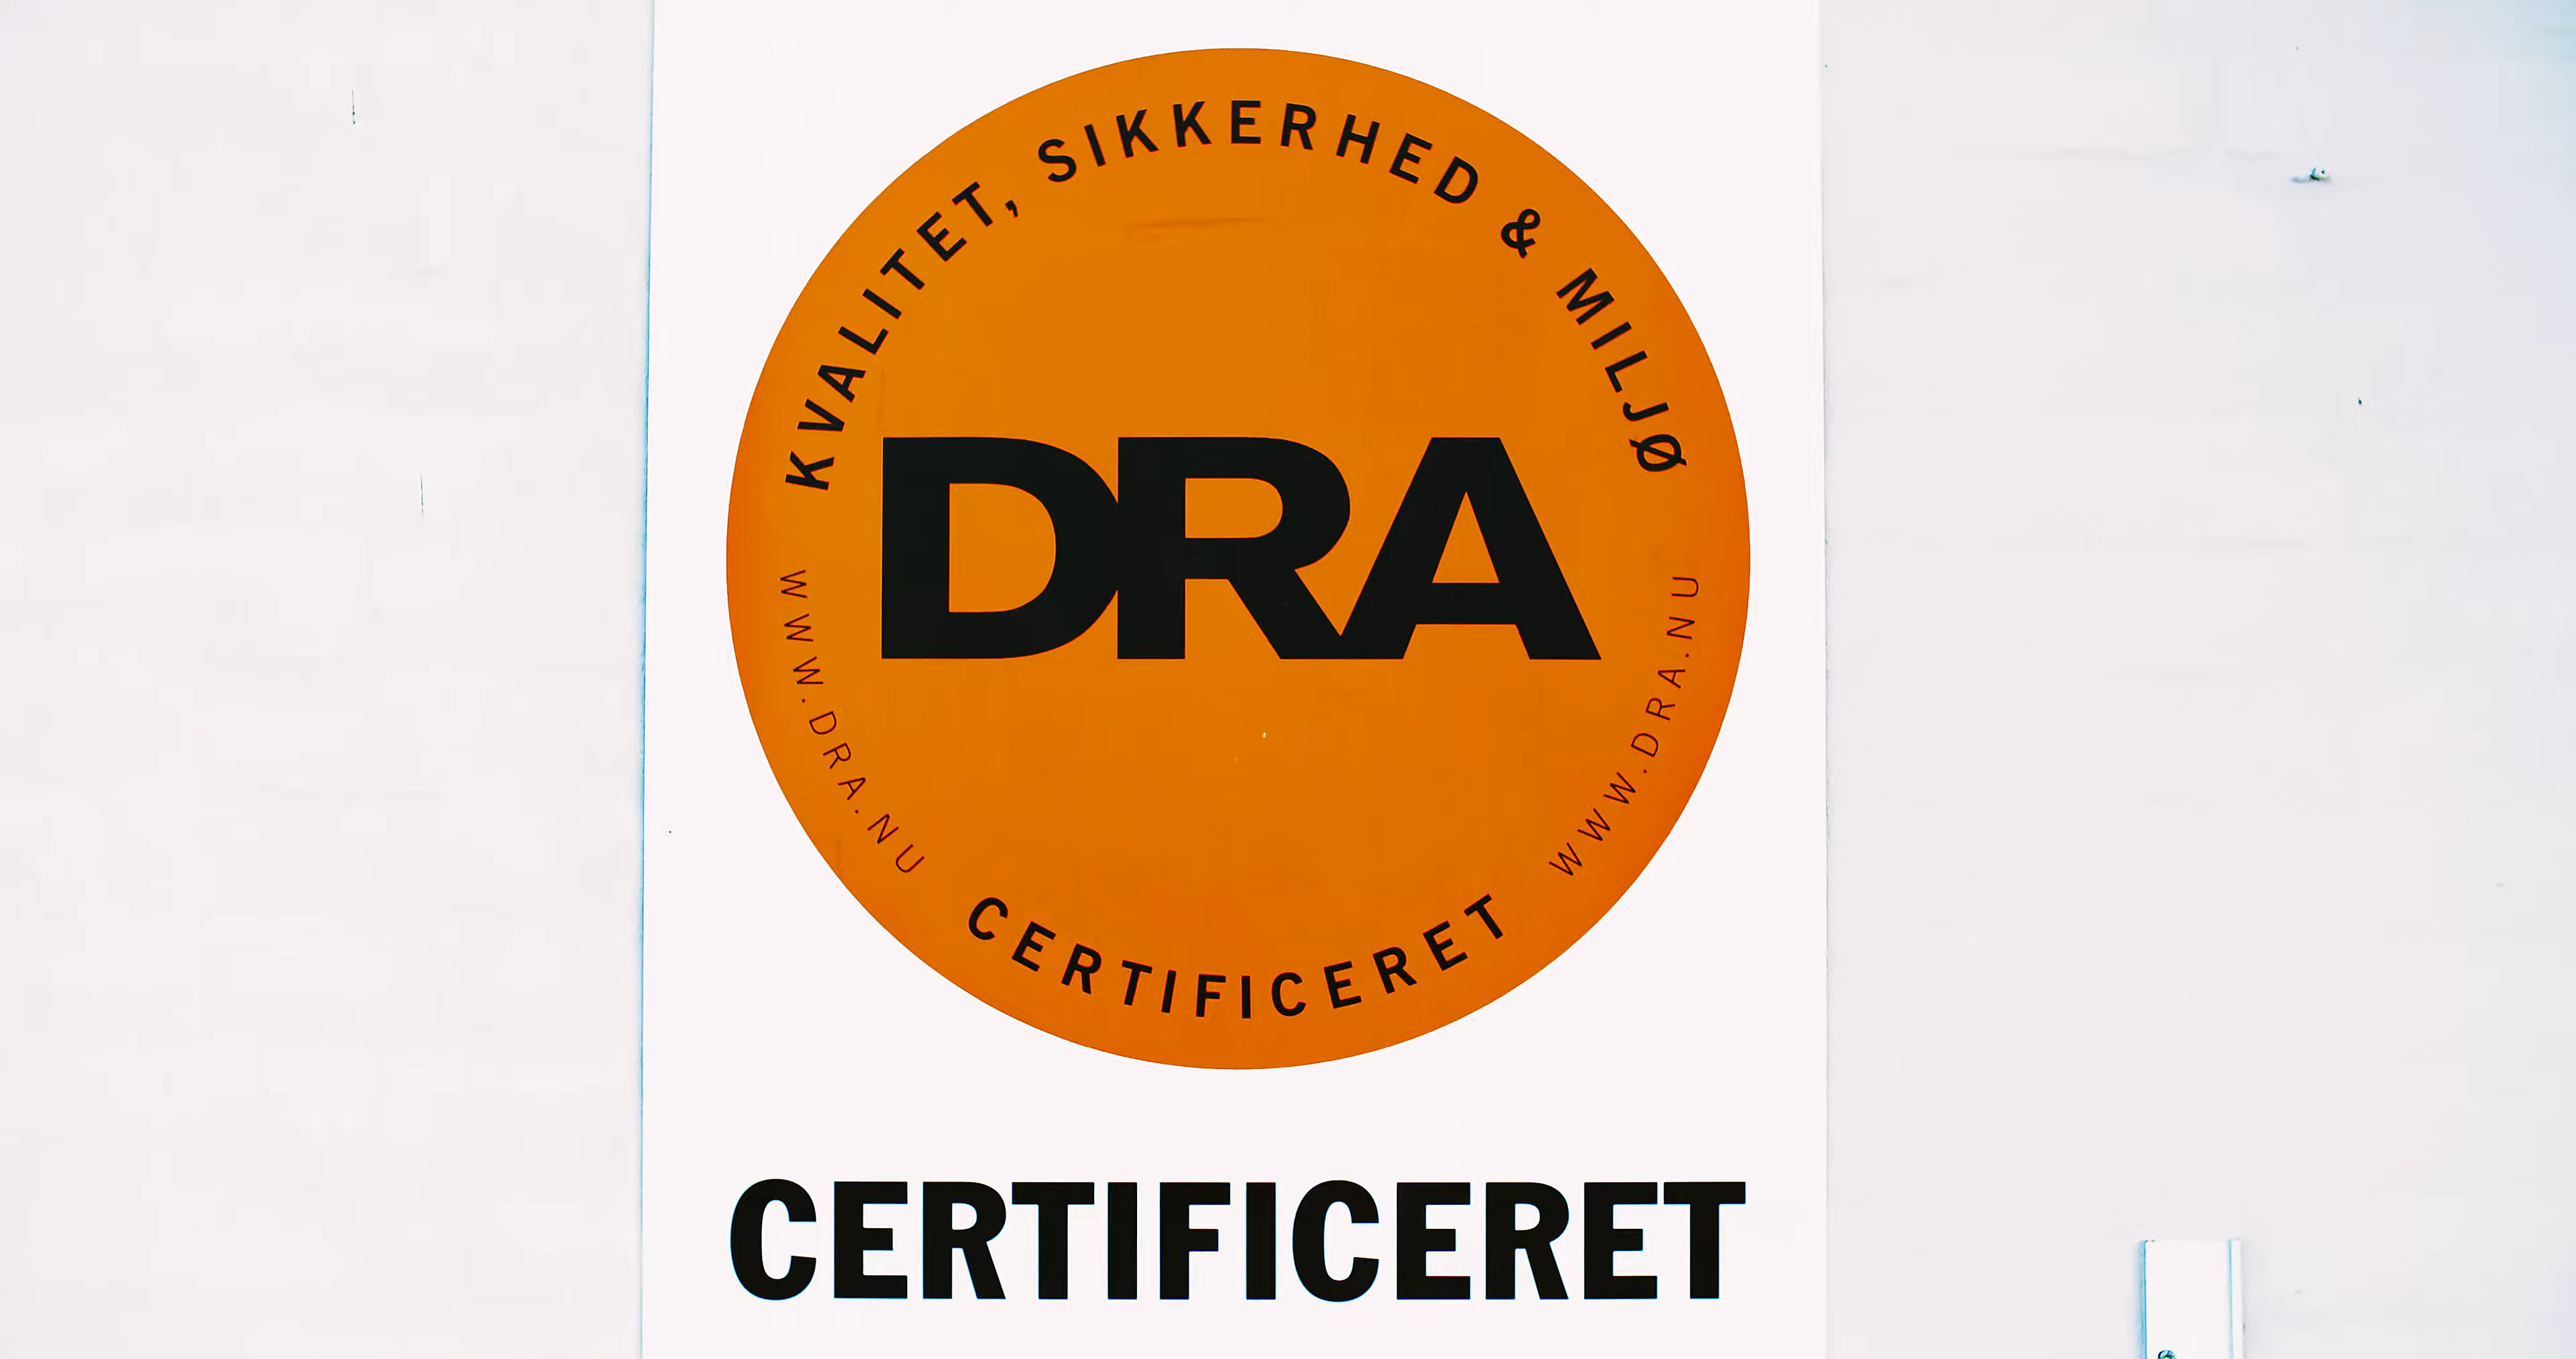 KVALITET, SIKKERHED & MILJØ
DRA
WWW.DRA.NU
WWW.DRA.NU
CERTIFICERET
CERTIFICERET